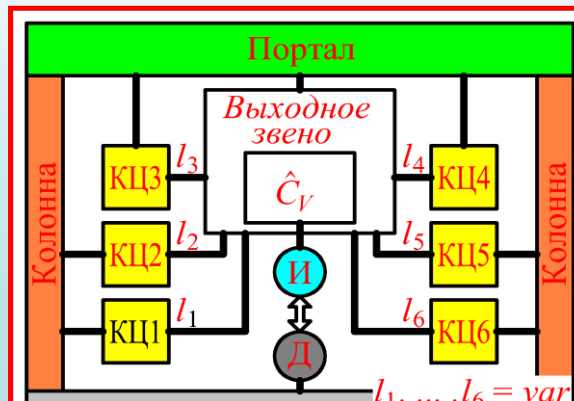 Портал
Выходное
звено
Колонна
Колонна
КЦ3
l₃
l₄
КЦ4
Ĉ_V
КЦ2
l₂
l₅
КЦ5
И
КЦ1
l₁
l₆
КЦ6
Д
l₁, ... ,l₆ = var